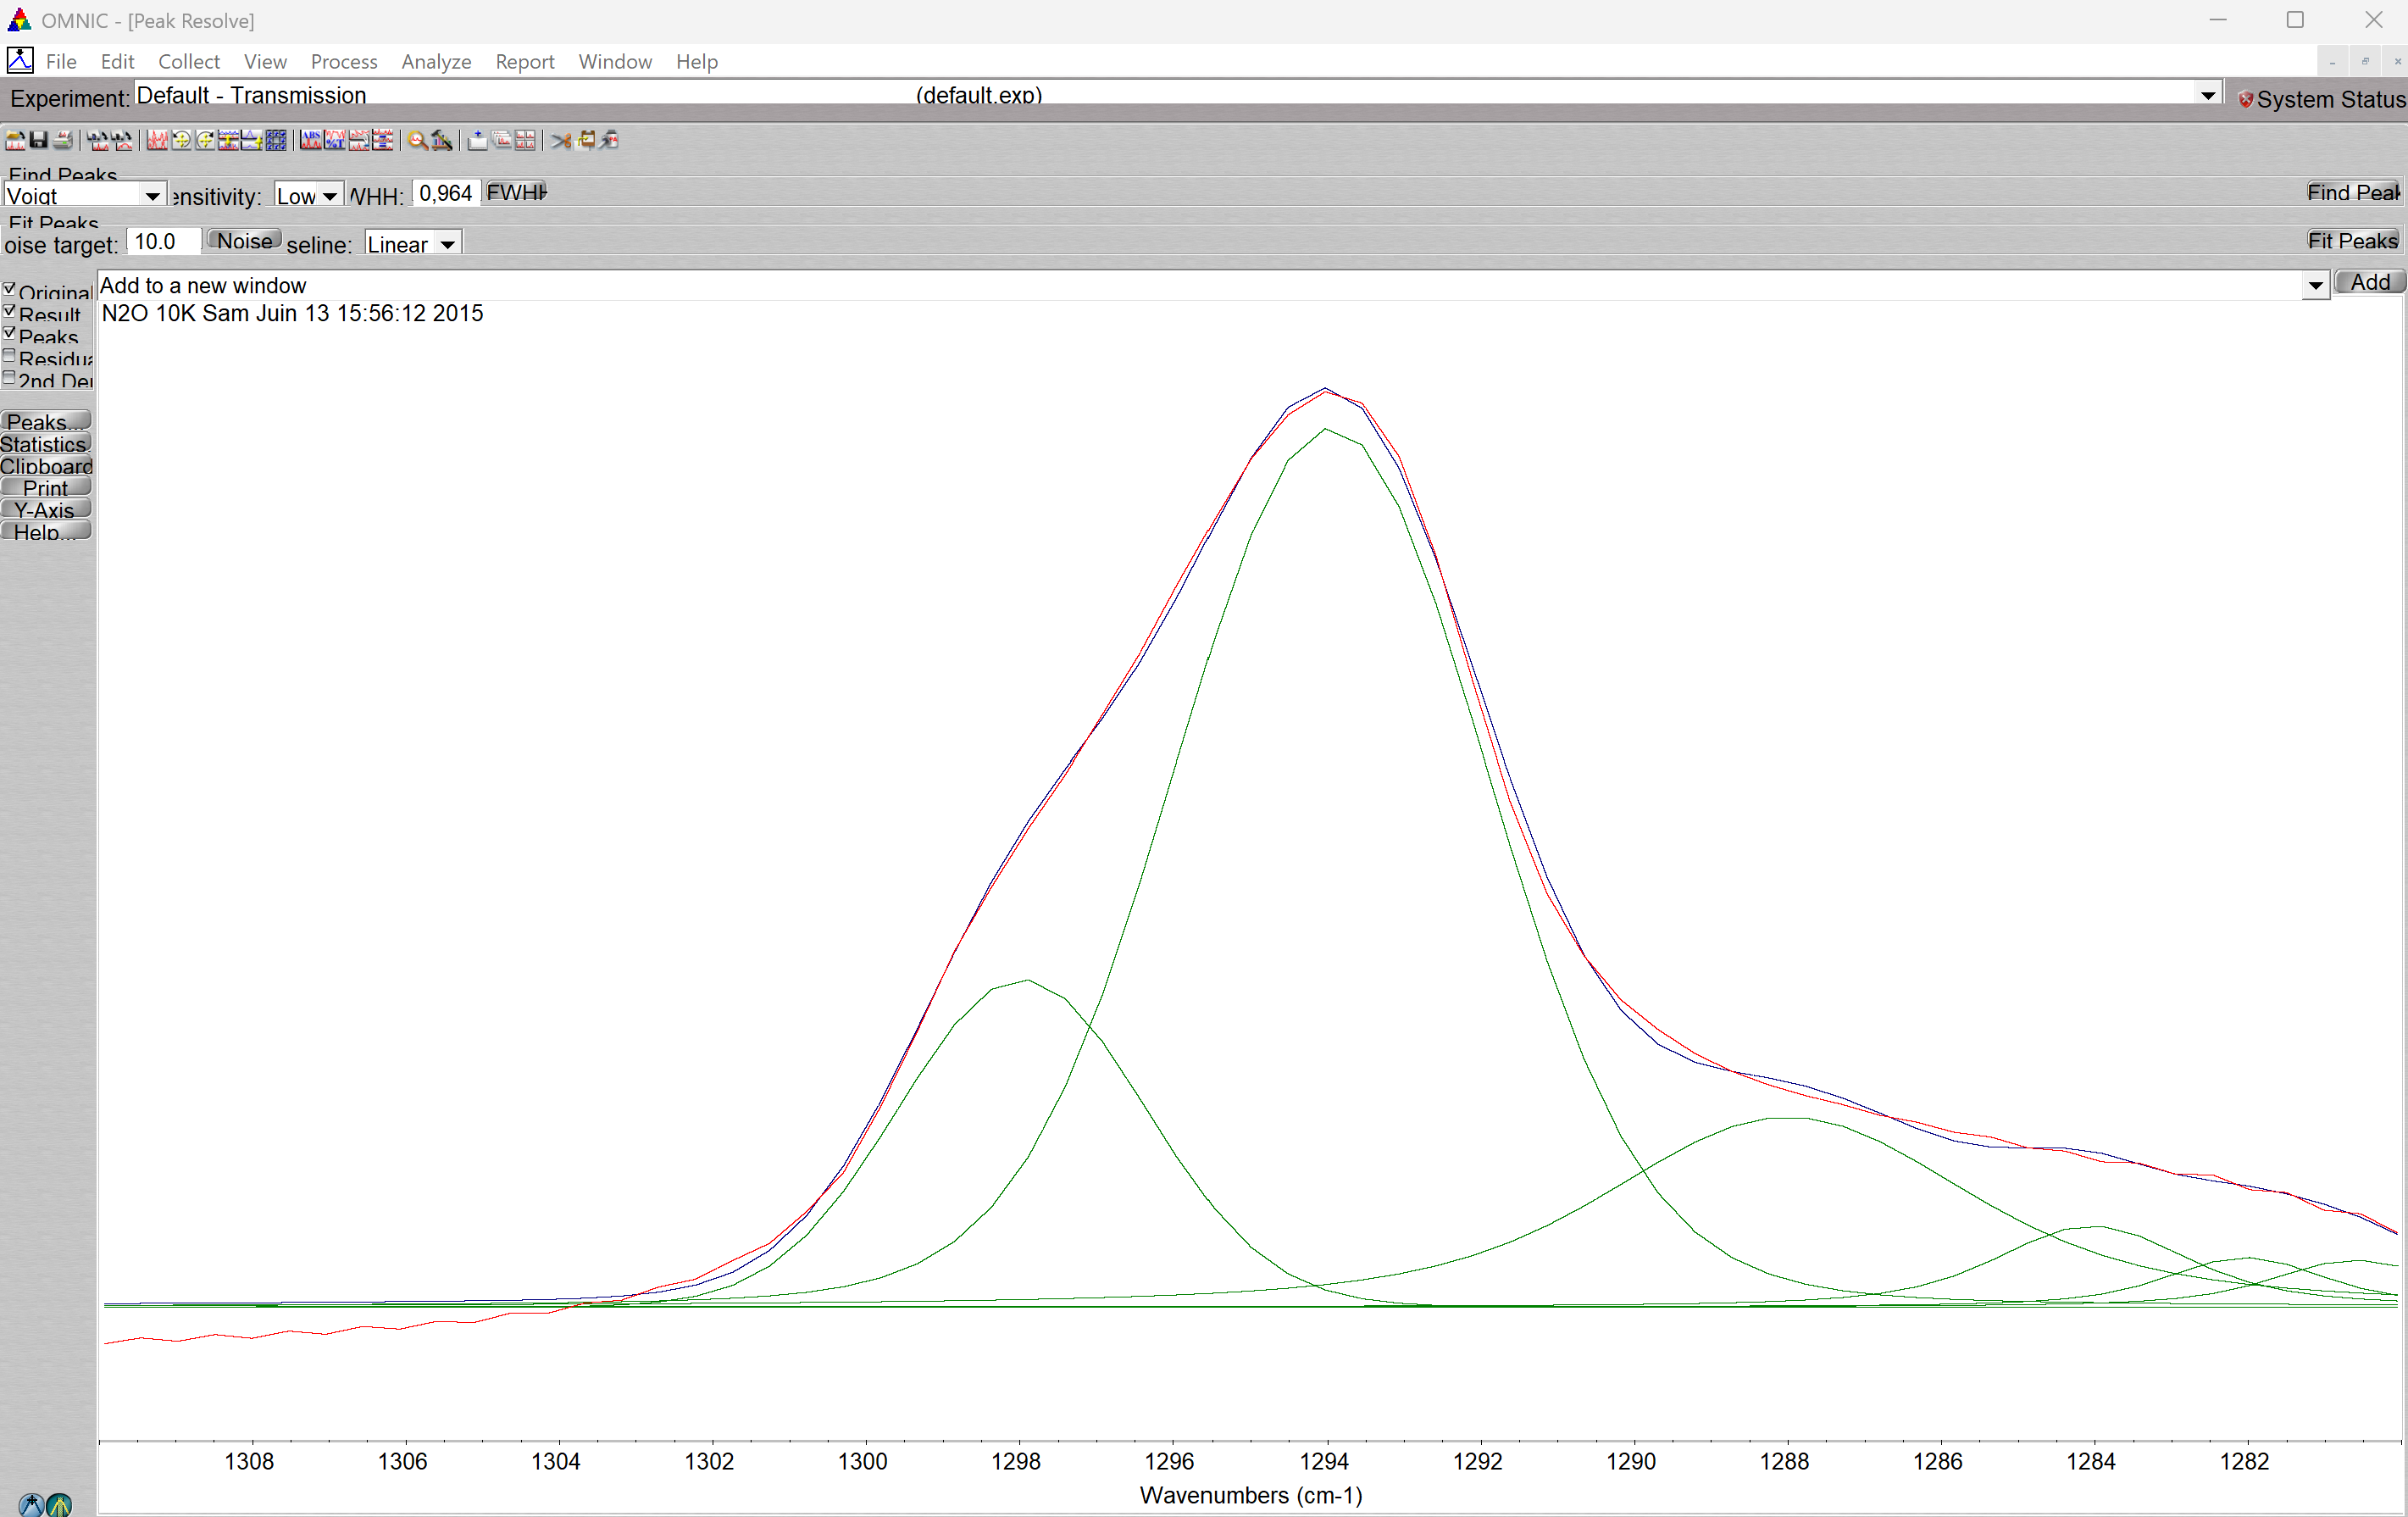 OMNIC - [Peak Resolve]
File Edit Collect View Process Analyze Report Window Help
Experiment: Default - Transmission (default.exp) System Status
Find Peaks
Voigt ensitivity: Low WHH: 0,964 FWHH Find Peak
Fit Peaks
oise target: 10.0 Noise seline: Linear Fit Peaks
Add to a new window Add
Original
Result
Peaks
Residua
2nd Der
N2O 10K Sam Juin 13 15:56:12 2015
Peaks...
Statistics
Clipboard
Print
Y-Axis
Help...
1308 1306 1304 1302 1300 1298 1296 1294 1292 1290 1288 1286 1284 1282
Wavenumbers (cm-1)